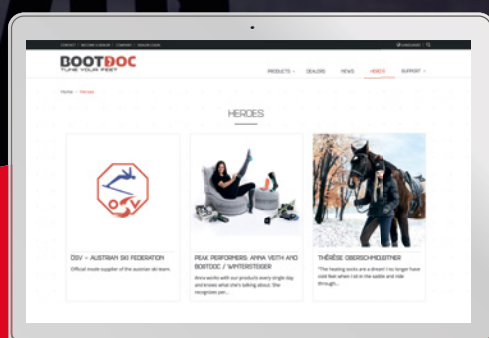 CONTACT | BECOME A DEALER | COMPANY | DEALER LOGIN
LANGUAGES
BOOTDOC
TUNE YOUR FEET
PRODUCTS
DEALERS
NEWS
HEROES
SUPPORT
Home
Heroes
HEROES
ÖSV
ÖSV – AUSTRIAN SKI FEDERATION
Official insole supplier of the austrian ski team.
PEAK PERFORMERS: ANNA VEITH AND
BOOTDOC / WINTERSTEIGER
Anna works with our products every single day
and knows what she's talking about. She
recognizes per...
THÉRÈSE OBERSCHMOUSITNER
"The heating socks are a dream! I no longer have
cold feet when I sit in the saddle and ride
through...